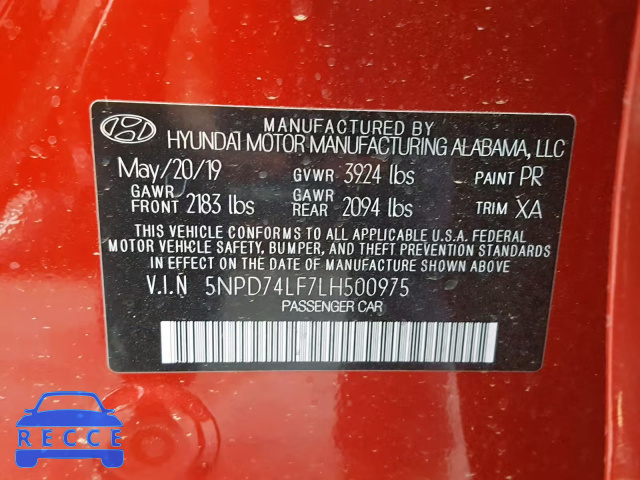 MANUFACTURED BY
HYUNDAI MOTOR MANUFACTURING ALABAMA, LLC
May/20/19 GVWR 3924 lbs PAINT PR
GAWR FRONT 2183 lbs GAWR REAR 2094 lbs TRIM XA
THIS VEHICLE CONFORMS TO ALL APPLICABLE U.S.A. FEDERAL
MOTOR VEHICLE SAFETY, BUMPER, AND THEFT PREVENTION STANDARDS
IN EFFECT ON THE DATE OF MANUFACTURE SHOWN ABOVE.
V.I.N 5NPD74LF7LH500975
PASSENGER CAR
RECCE